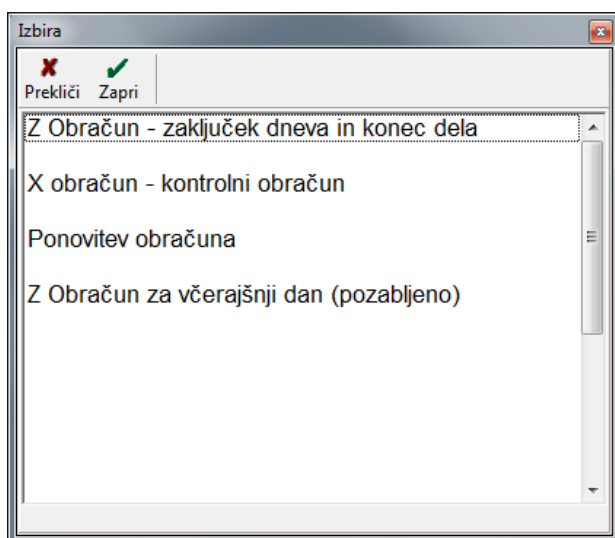 Izbira
Prekliči Zapri
Z Obračun - zaključek dneva in konec dela
X obračun - kontrolni obračun
Ponovitev obračuna
Z Obračun za včerajšnji dan (pozabljeno)